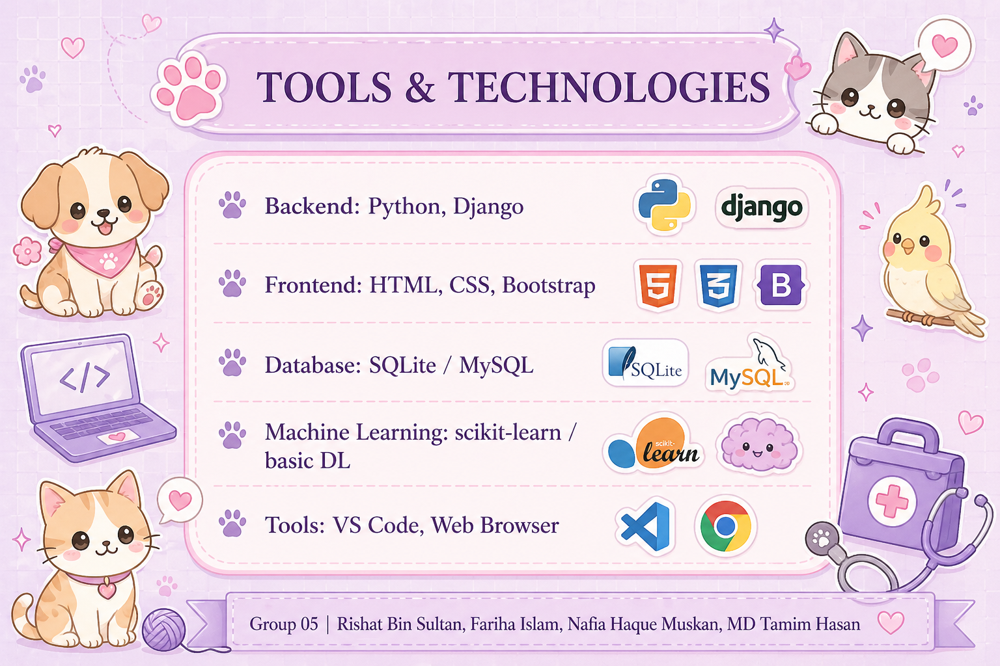 TOOLS & TECHNOLOGIES
Backend: Python, Django
django
Frontend: HTML, CSS, Bootstrap
5
3
B
Database: SQLite / MySQL
SQLite
MySQL
Machine Learning: scikit-learn /
basic DL
scikit-
learn
Tools: VS Code, Web Browser
</>
Group 05 | Rishat Bin Sultan, Fariha Islam, Nafia Haque Muskan, MD Tamim Hasan